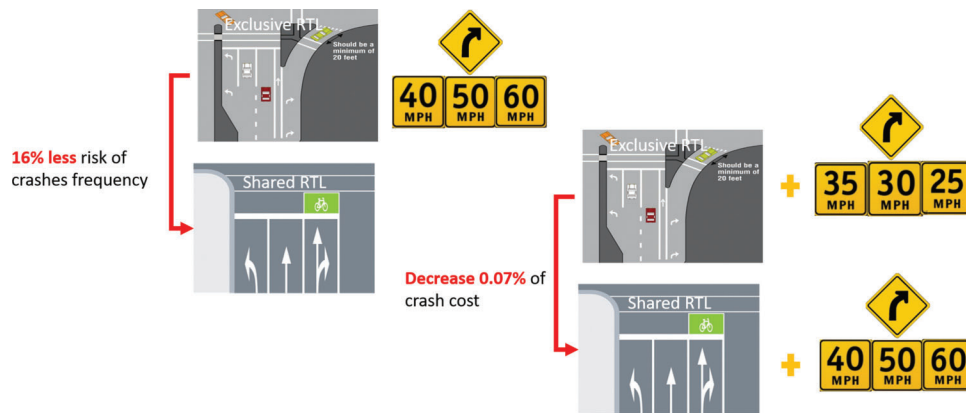 Exclusive RTL
Should be a
minimum of
20 feet
40
MPH
50
MPH
60
MPH
16% less risk of
crashes frequency
Shared RTL
Exclusive RTL
Should be a
minimum of
20 feet
35
MPH
30
MPH
25
MPH
Decrease 0.07% of
crash cost
Shared RTL
40
MPH
50
MPH
60
MPH